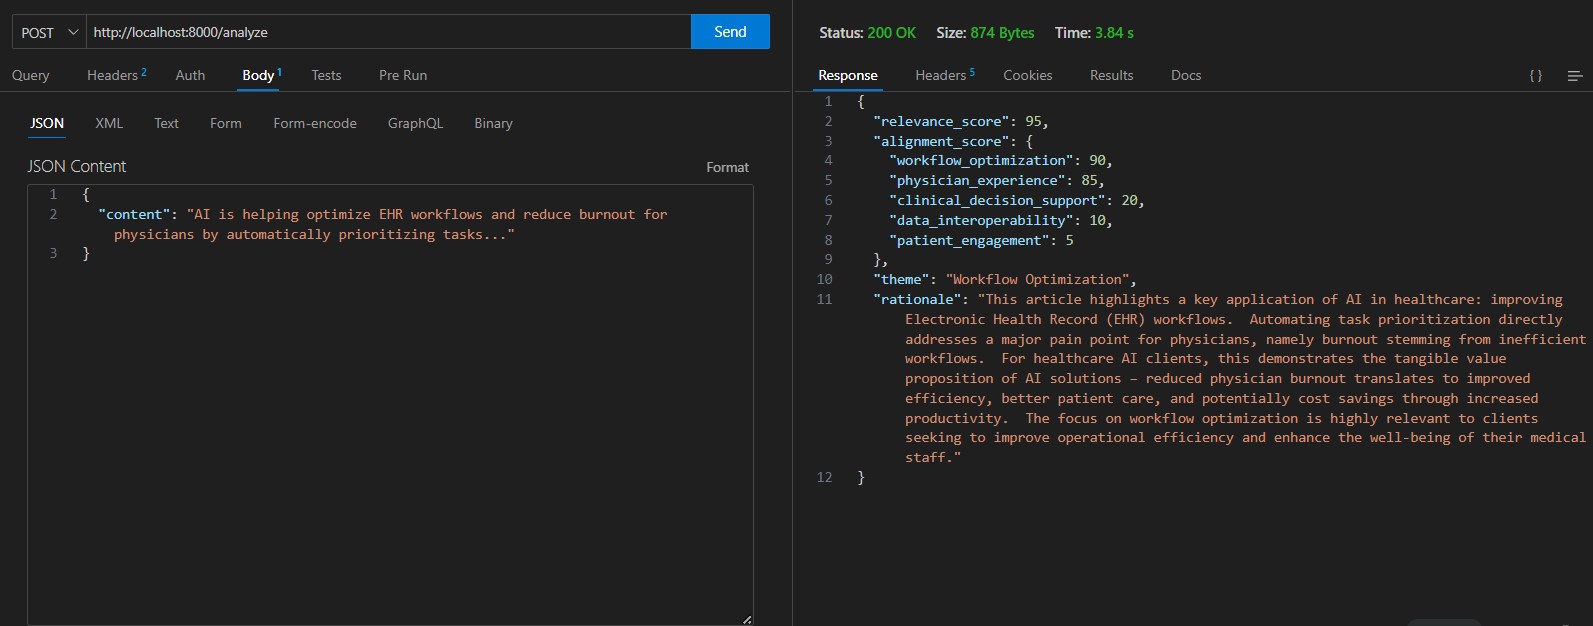 POST http://localhost:8000/analyze Send
Query Headers 2 Auth Body 1 Tests Pre Run
JSON XML Text Form Form-encode GraphQL Binary
JSON Content Format
1 {
2 "content": "AI is helping optimize EHR workflows and reduce burnout for
physicians by automatically prioritizing tasks..."
3 }
Status: 200 OK Size: 874 Bytes Time: 3.84 s
Response Headers 5 Cookies Results Docs { }
1 {
2 "relevance_score": 95,
3 "alignment_score": {
4 "workflow_optimization": 90,
5 "physician_experience": 85,
6 "clinical_decision_support": 20,
7 "data_interoperability": 10,
8 "patient_engagement": 5
9 },
10 "theme": "Workflow Optimization",
11 "rationale": "This article highlights a key application of AI in healthcare: improving
Electronic Health Record (EHR) workflows.  Automating task prioritization directly
addresses a major pain point for physicians, namely burnout stemming from inefficient
workflows.  For healthcare AI clients, this demonstrates the tangible value
proposition of AI solutions – reduced physician burnout translates to improved
efficiency, better patient care, and potentially cost savings through increased
productivity.  The focus on workflow optimization is highly relevant to clients
seeking to improve operational efficiency and enhance the well-being of their medical
staff."
12 }